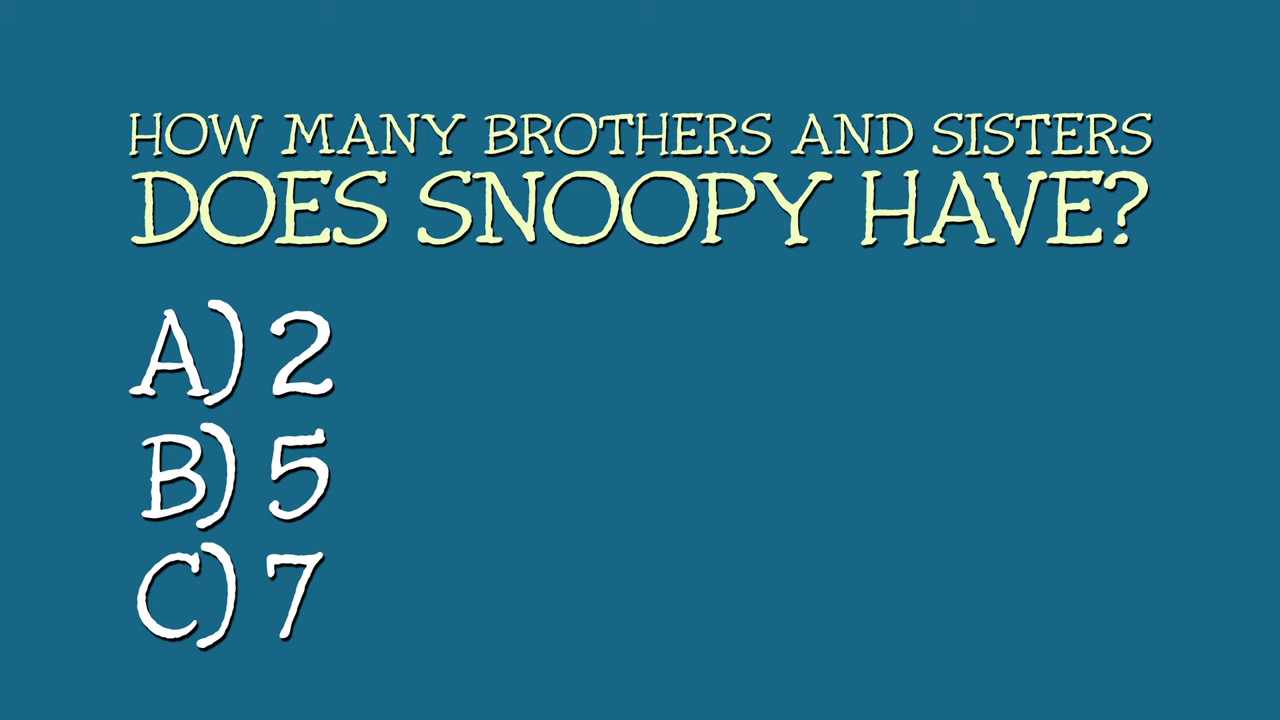 HOW MANY BROTHERS AND SISTERS
DOES SNOOPY HAVE?
A) 2
B) 5
C) 7